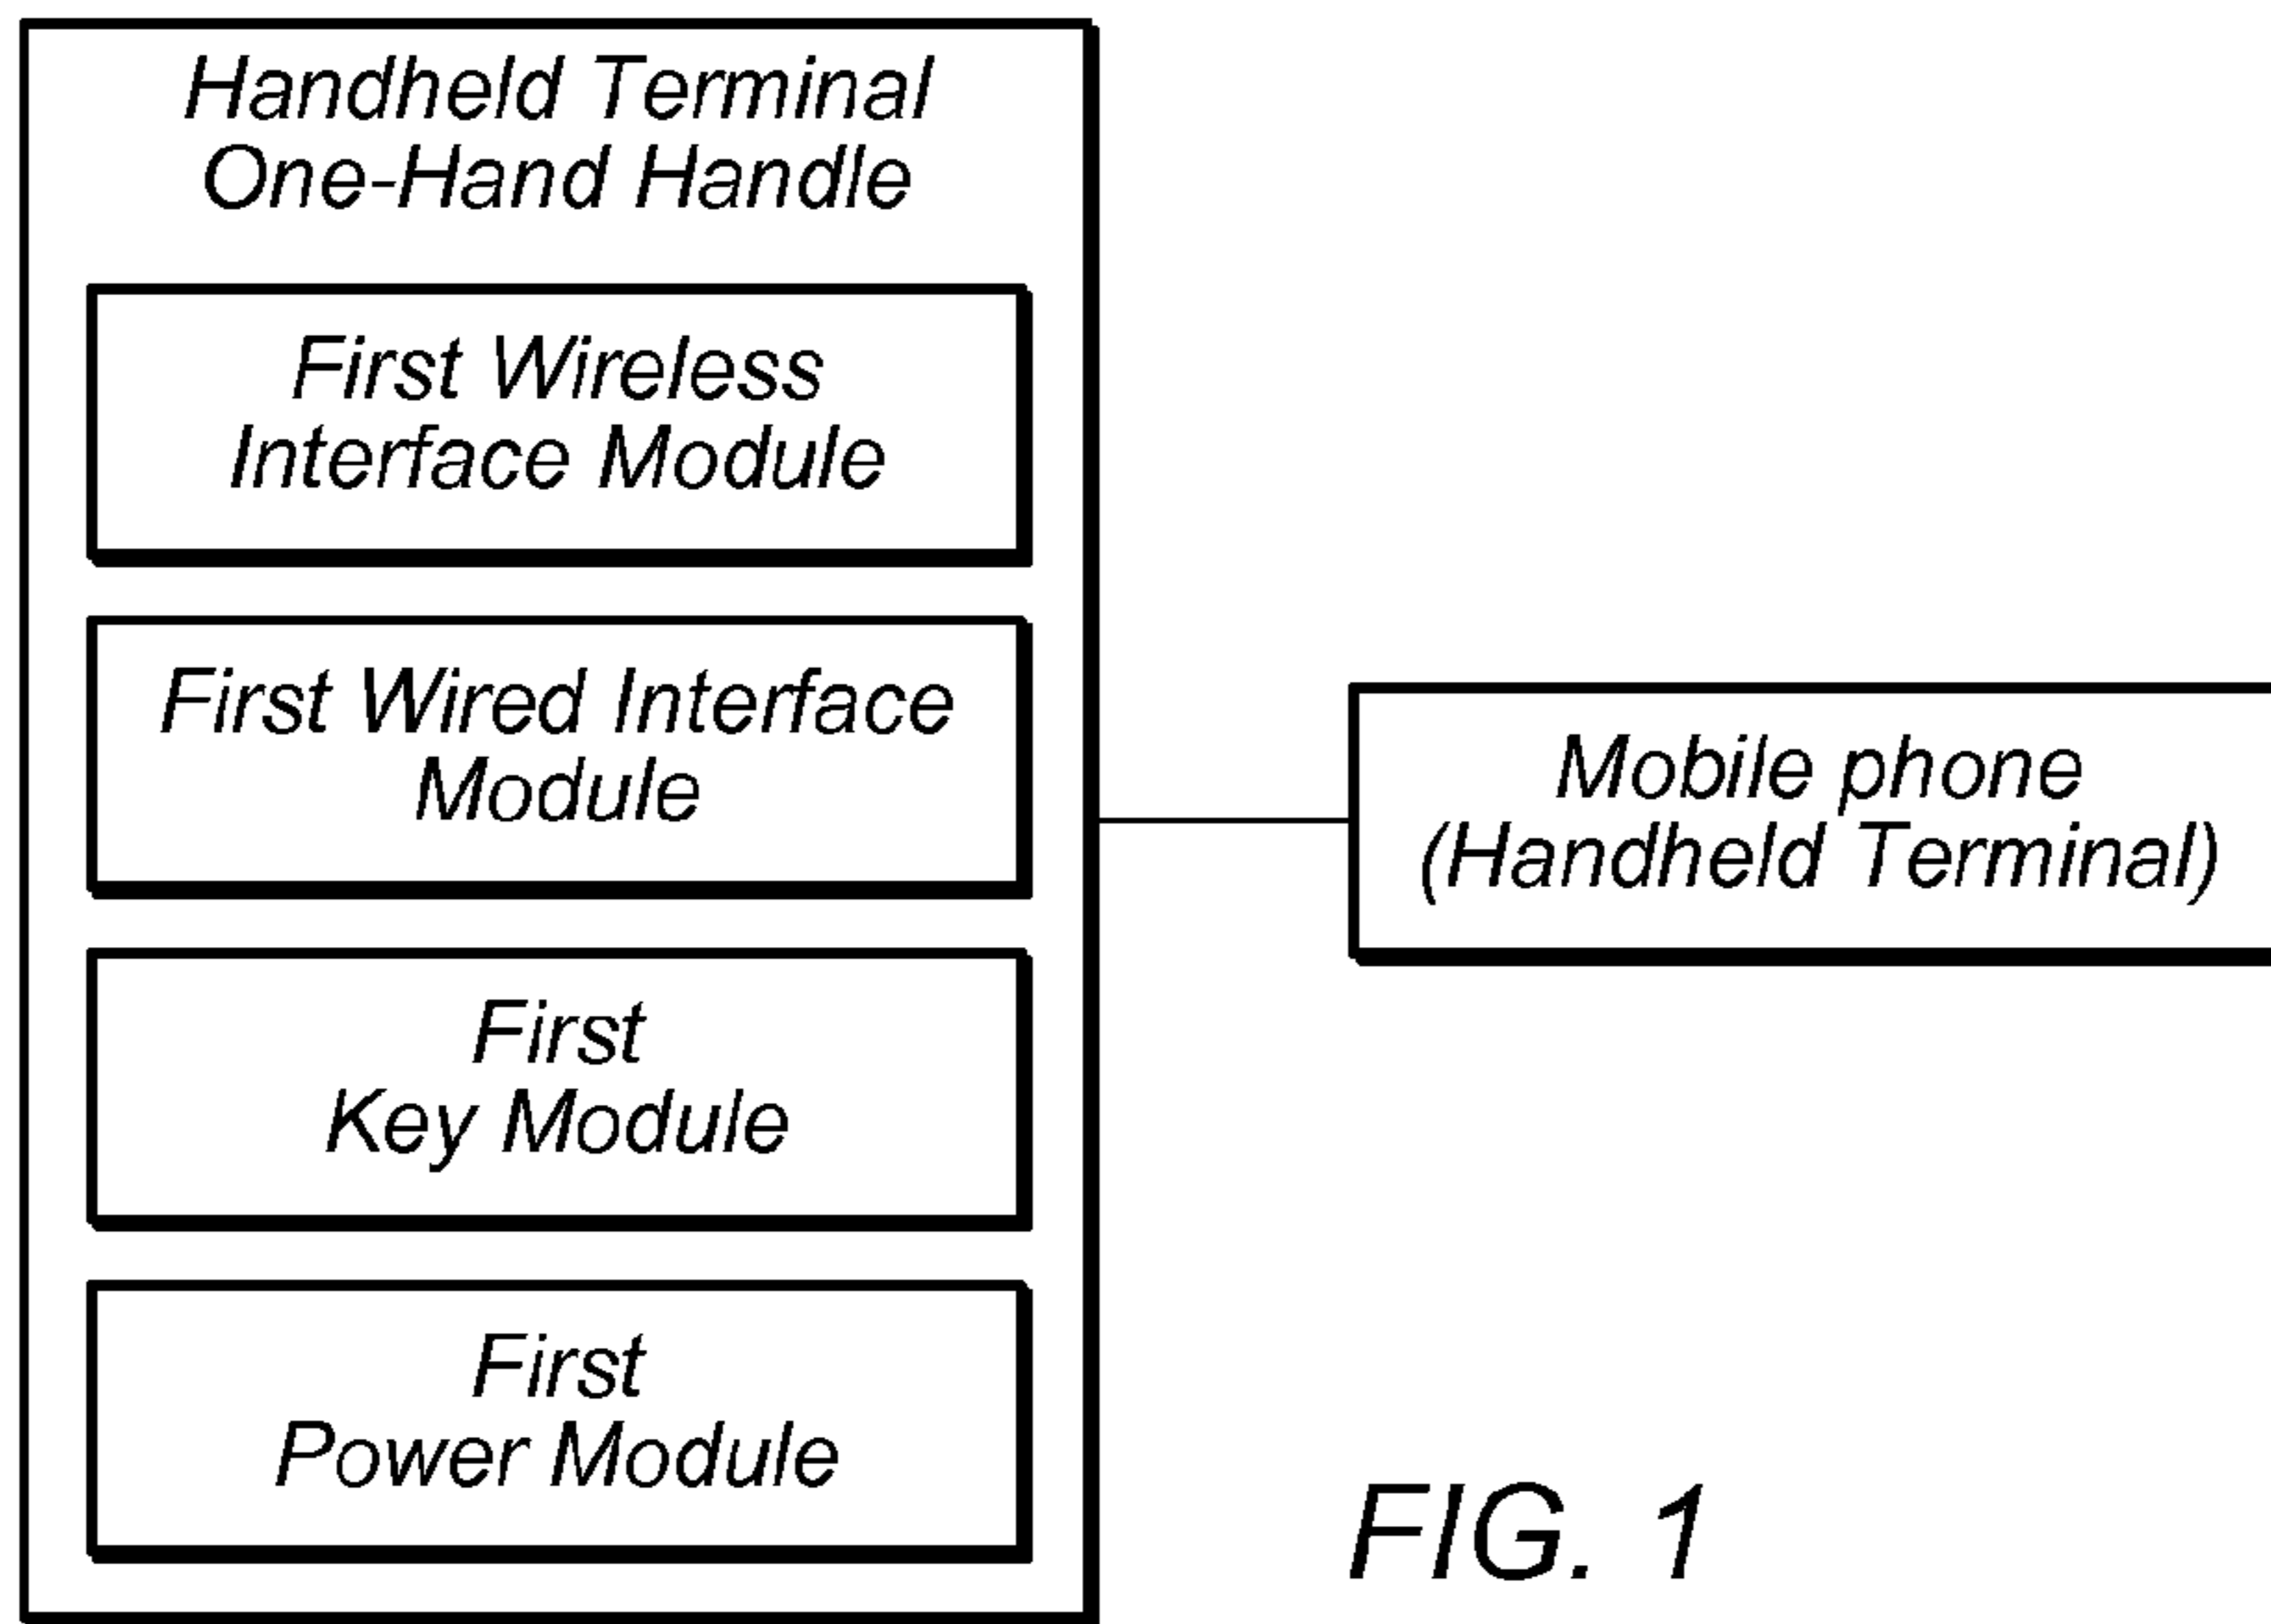 Handheld Terminal
One-Hand Handle
First Wireless
Interface Module
First Wired Interface
Module
First
Key Module
First
Power Module
Mobile phone
(Handheld Terminal)
FIG. 1